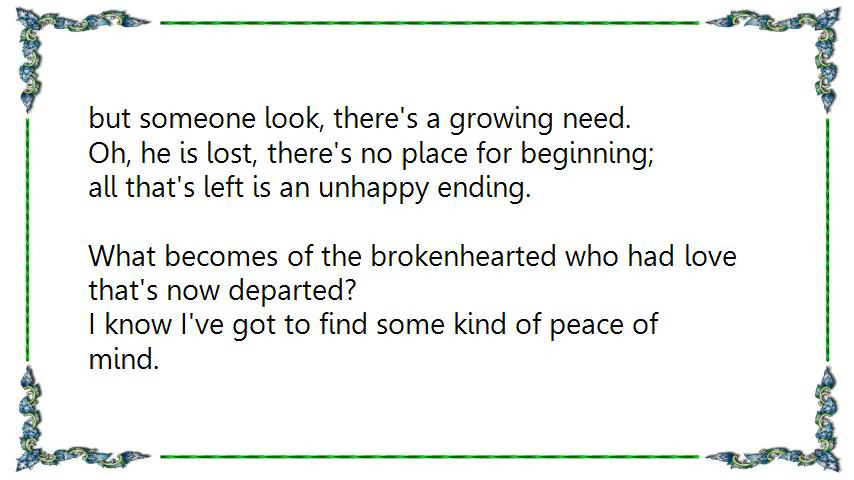 but someone look, there's a growing need.
Oh, he is lost, there's no place for beginning;
all that's left is an unhappy ending.
What becomes of the brokenhearted who had love
that's now departed?
I know I've got to find some kind of peace of
mind.